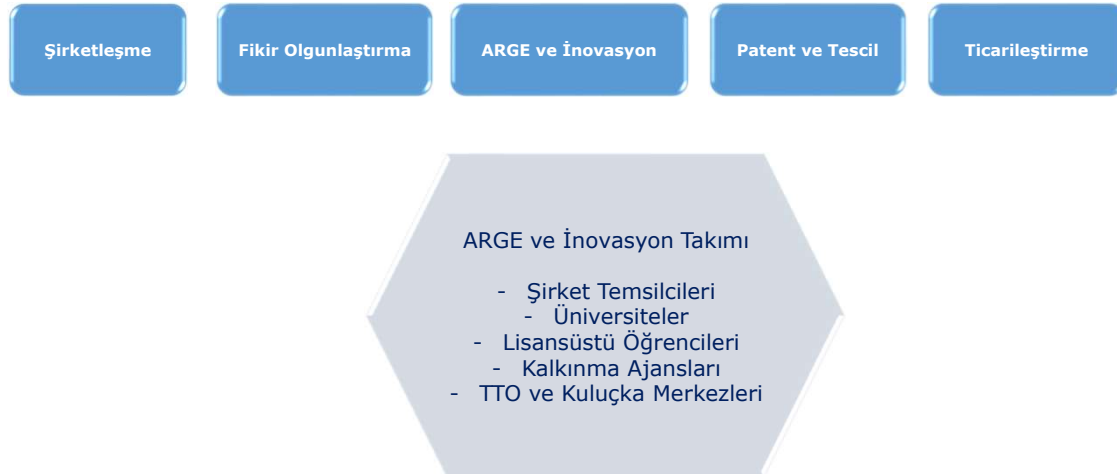 Şirketleşme
Fikir Olgunlaştırma
ARGE ve İnovasyon
Patent ve Tescil
Ticarileştirme
ARGE ve İnovasyon Takımı
- Şirket Temsilcileri
- Üniversiteler
- Lisansüstü Öğrencileri
- Kalkınma Ajansları
- TTO ve Kuluçka Merkezleri